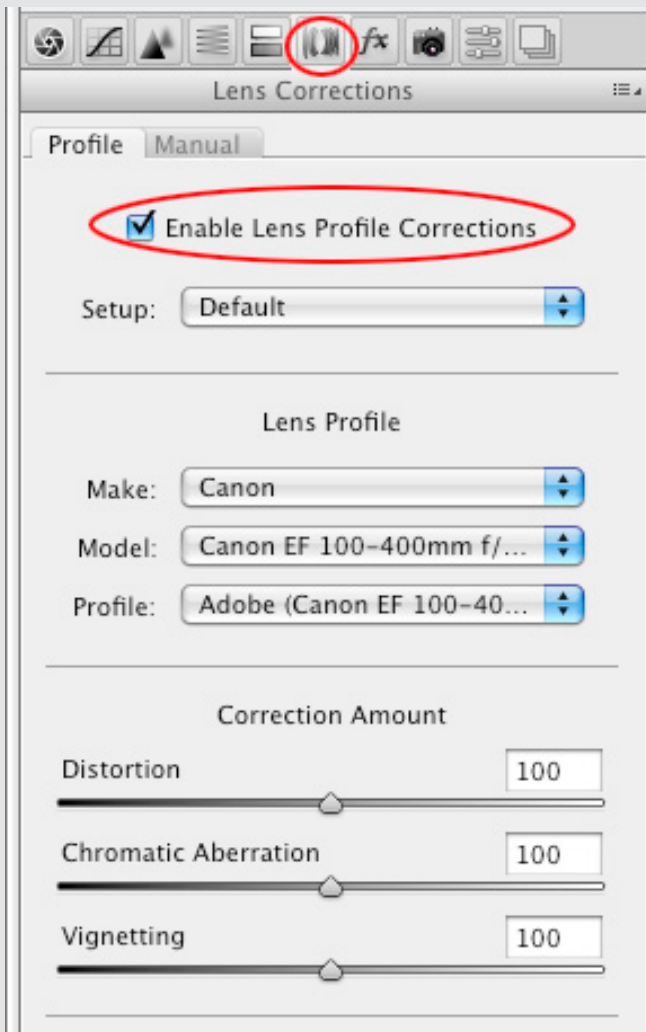 fx
Lens Corrections
Profile Manual
Enable Lens Profile Corrections
Setup: Default
Lens Profile
Make: Canon
Model: Canon EF 100-400mm f/...
Profile: Adobe (Canon EF 100-40...
Correction Amount
Distortion 100
Chromatic Aberration 100
Vignetting 100